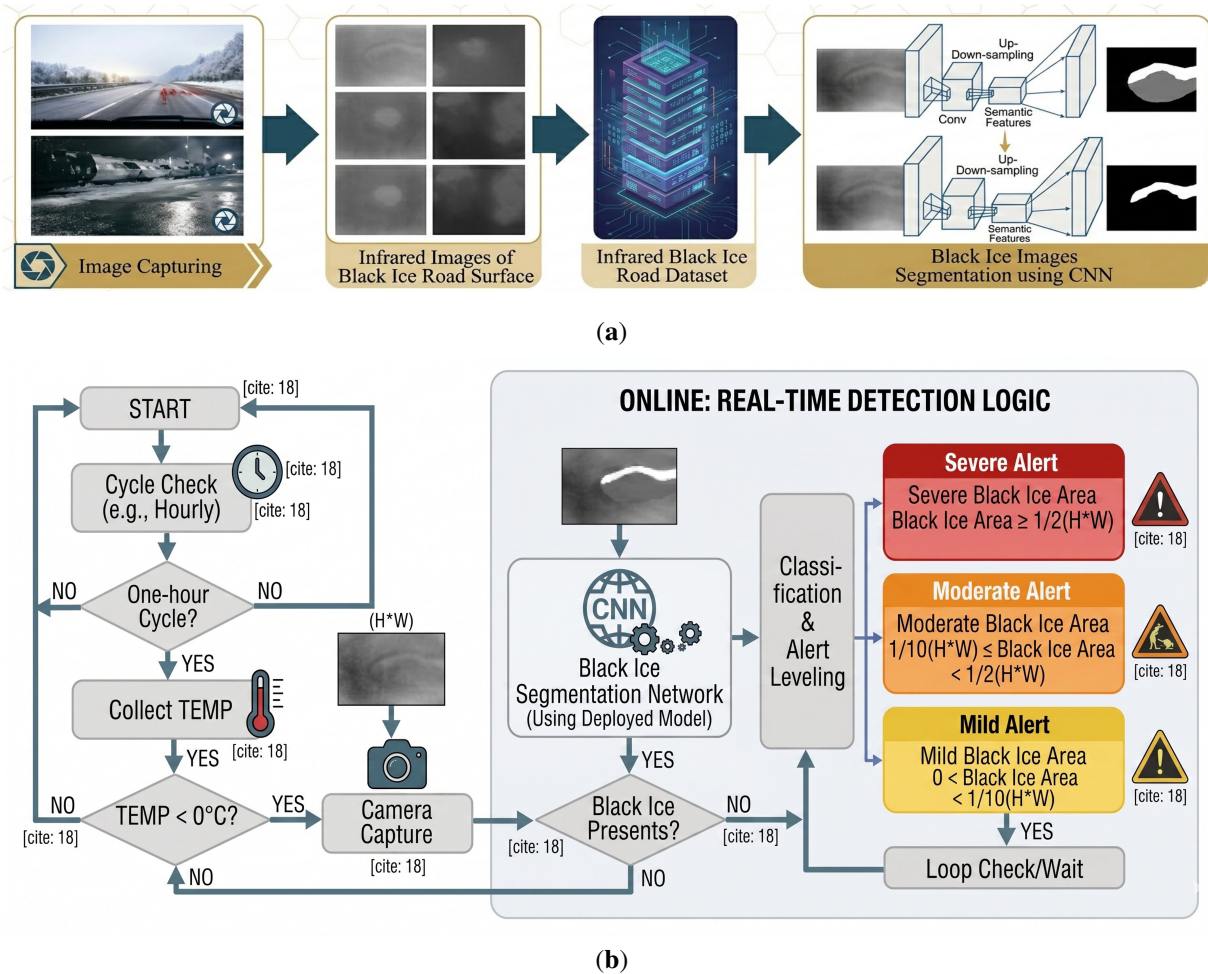 Image Capturing
Infrared Images of
Black Ice Road Surface
Infrared Black Ice
Road Dataset
Up-
Down-sampling
Conv
Semantic
Features
Up-
Down-sampling
Semantic
Features
Black Ice Images
Segmentation using CNN
(a)
START
[cite: 18]
Cycle Check
(e.g., Hourly)
[cite: 18]
[cite: 18]
One-hour
Cycle?
NO
NO
YES
Collect TEMP
[cite: 18]
YES
TEMP < 0°C?
NO
[cite: 18]
YES
(H*W)
Camera
Capture
[cite: 18]
ONLINE: REAL-TIME DETECTION LOGIC
CNN
Black Ice
Segmentation Network
(Using Deployed Model)
YES
Black Ice
Presents?
[cite: 18]
NO
[cite: 18]
NO
NO
Classi-
fication
&
Alert
Leveling
Severe Alert
Severe Black Ice Area
Black Ice Area ≥ 1/2(H*W)
[cite: 18]
Moderate Alert
Moderate Black Ice Area
1/10(H*W) ≤ Black Ice Area
< 1/2(H*W)
[cite: 18]
Mild Alert
Mild Black Ice Area
0 < Black Ice Area
< 1/10(H*W)
[cite: 18]
YES
Loop Check/Wait
(b)